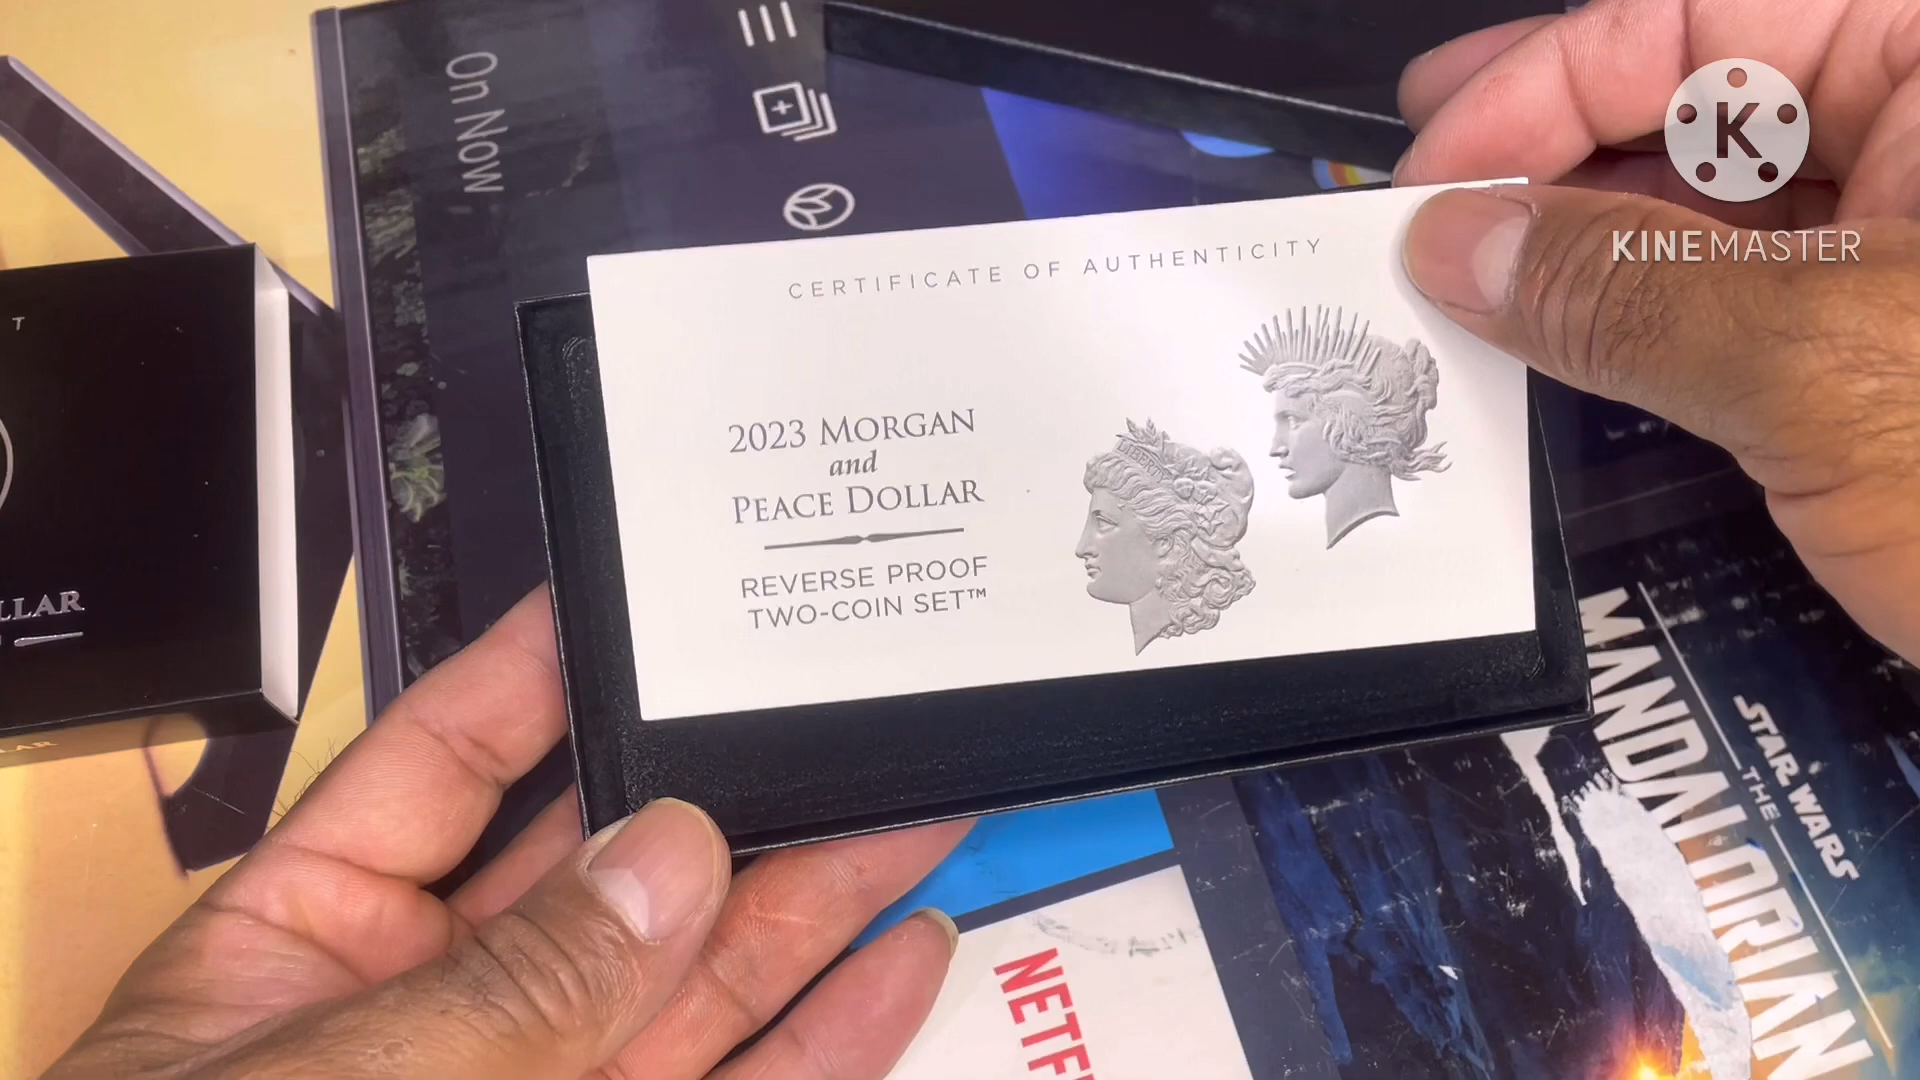 On Now
K
KINEMASTER
CERTIFICATE OF AUTHENTICITY
2023 MORGAN
and
PEACE DOLLAR
REVERSE PROOF
TWO-COIN SET™
LIBERTY
T
LLAR
LAR
STAR WARS
THE
MANDALORIAN
NETF